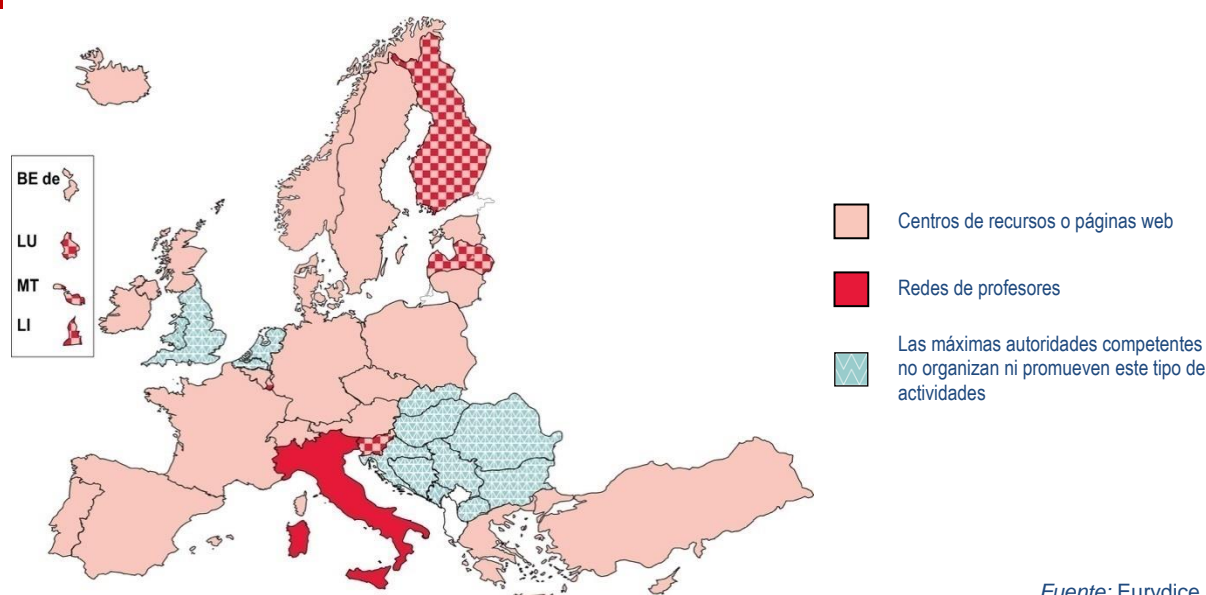 BE de
LU
MT
LI
Centros de recursos o páginas web
Redes de profesores
Las máximas autoridades competentes
no organizan ni promueven este tipo de
actividades
Fuente: Eurydice